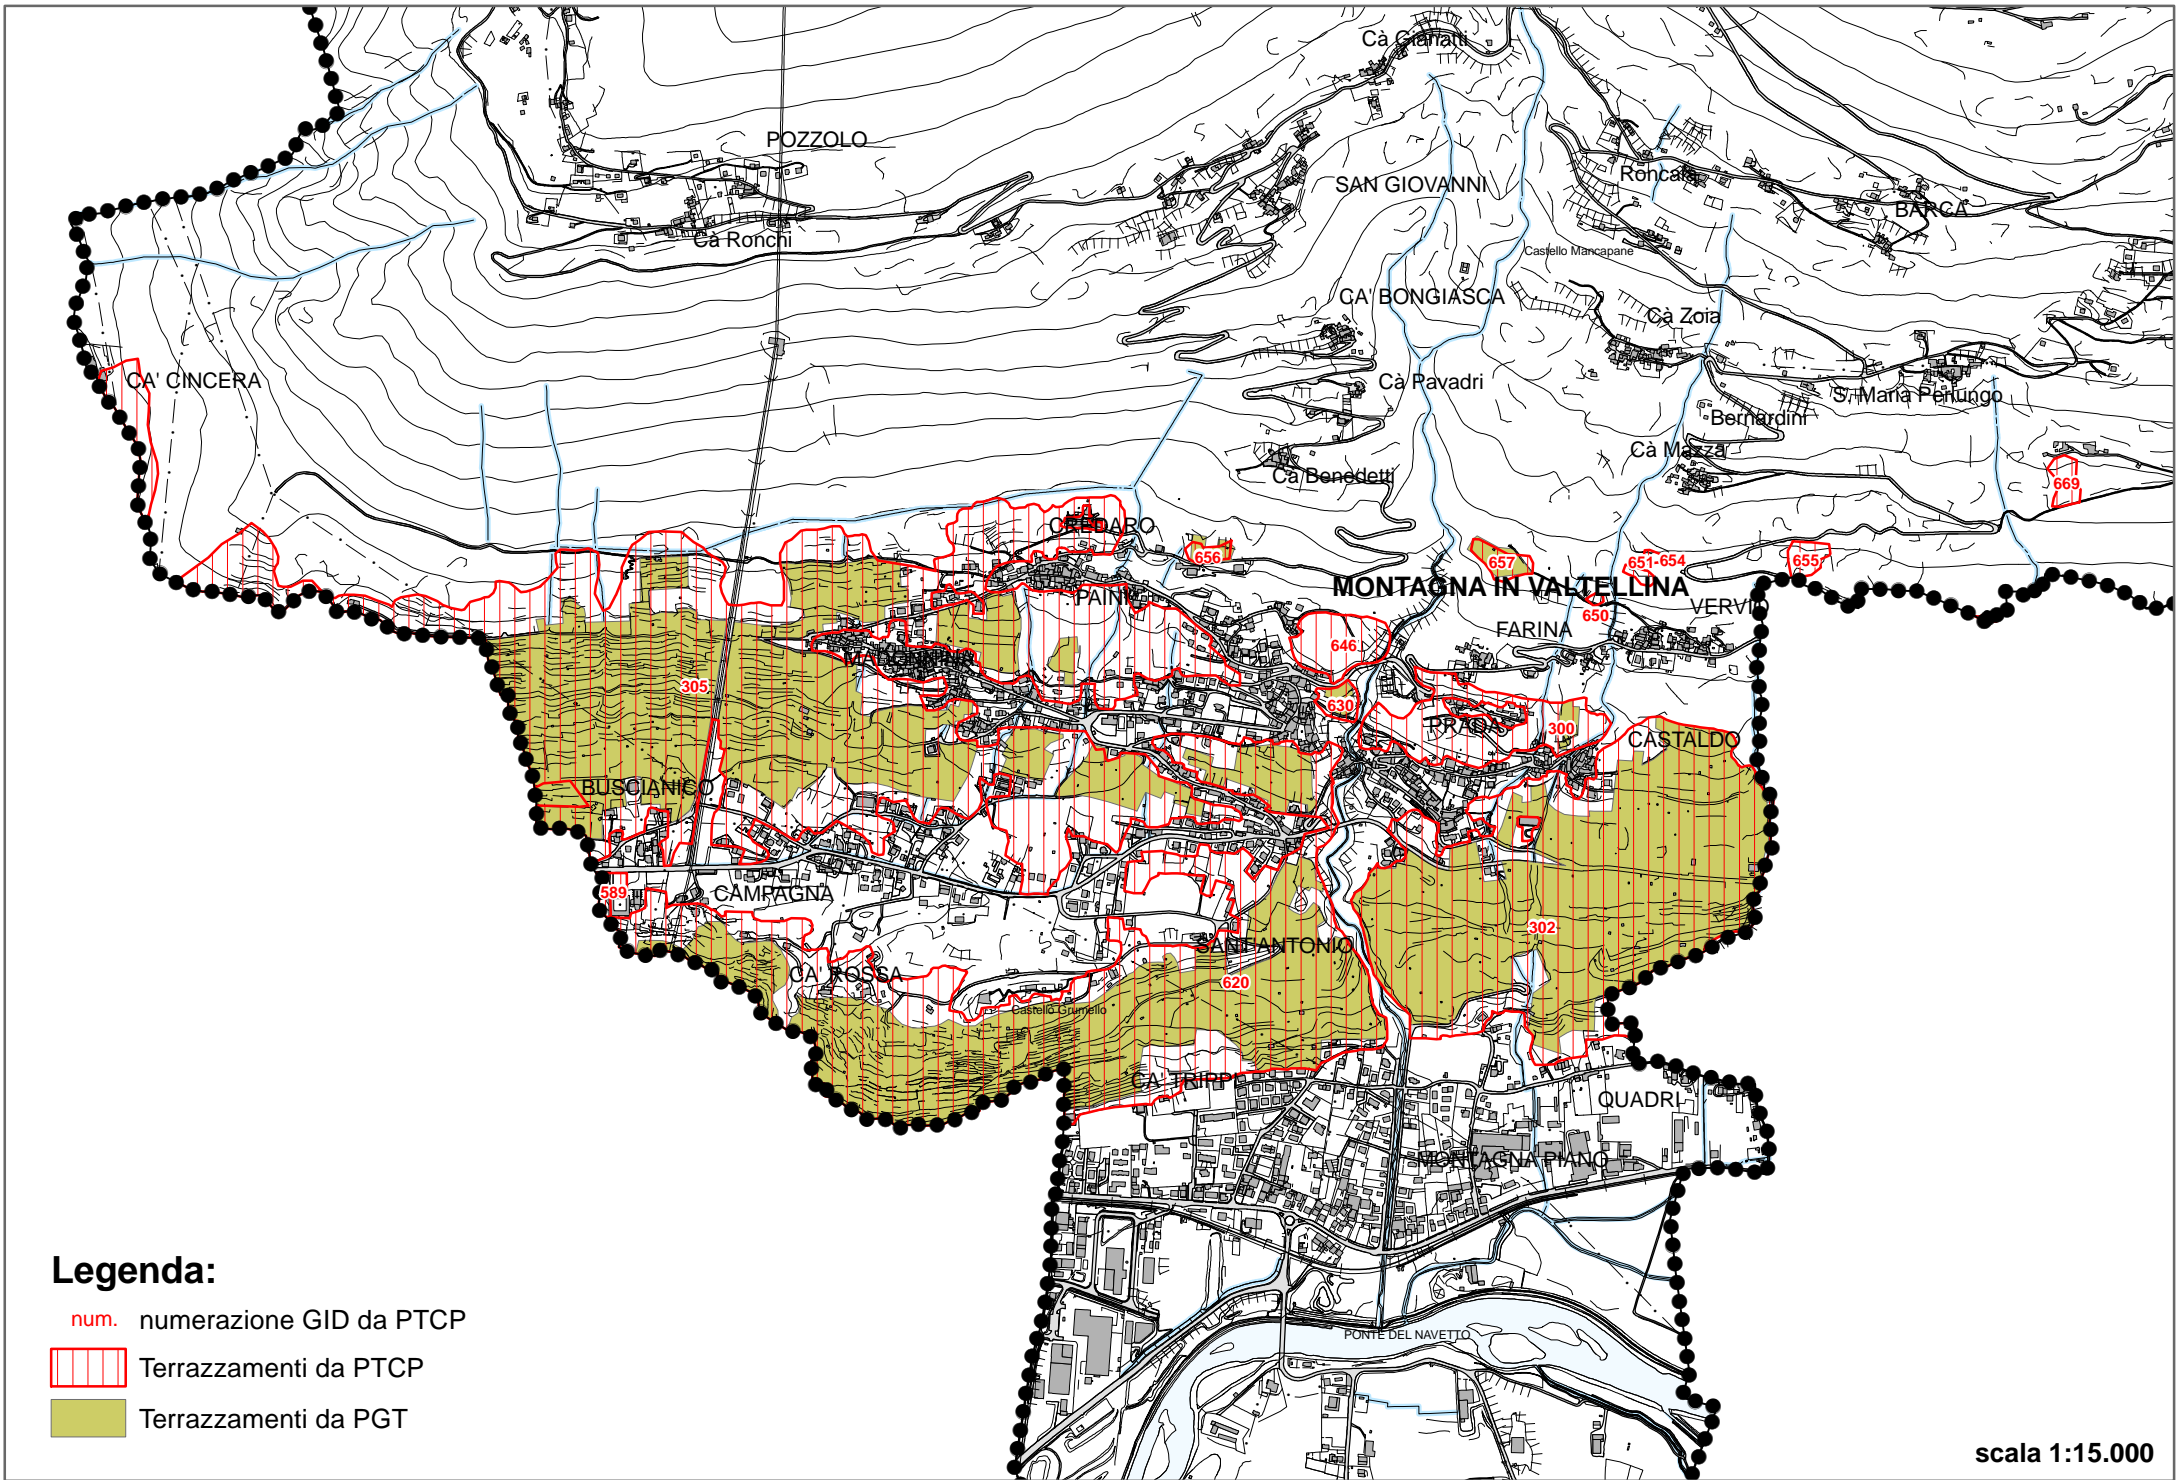 Cà Gianatti
POZZOLO
SAN GIOVANNI
Roncale
BARCA
Cà Ronchi
Castello Mancapane
CA' BONGIASCA
Cà Zoia
CA' CINCERA
Cà Pavadri
S. Maria Perlungo
Bernardini
Cà Mazza
Cà Benedetti
669
CREDARO
656
657
651
654
655
MONTAGNA IN VALTELLINA
PAINI
VERVIO
650
FARINA
646
MADONNINA
305
630
PRADA
300
CASTALDO
BUSCIANICO
589
CAMPAGNA
302
SANT'ANTONIO
CA' ROSSA
620
Castello Grumello
CA' TRIPPI
QUADRI
MONTAGNA PIANO
PONTE DEL NAVETTO
Legenda:
num. numerazione GID da PTCP
Terrazzamenti da PTCP
Terrazzamenti da PGT
scala 1:15.000